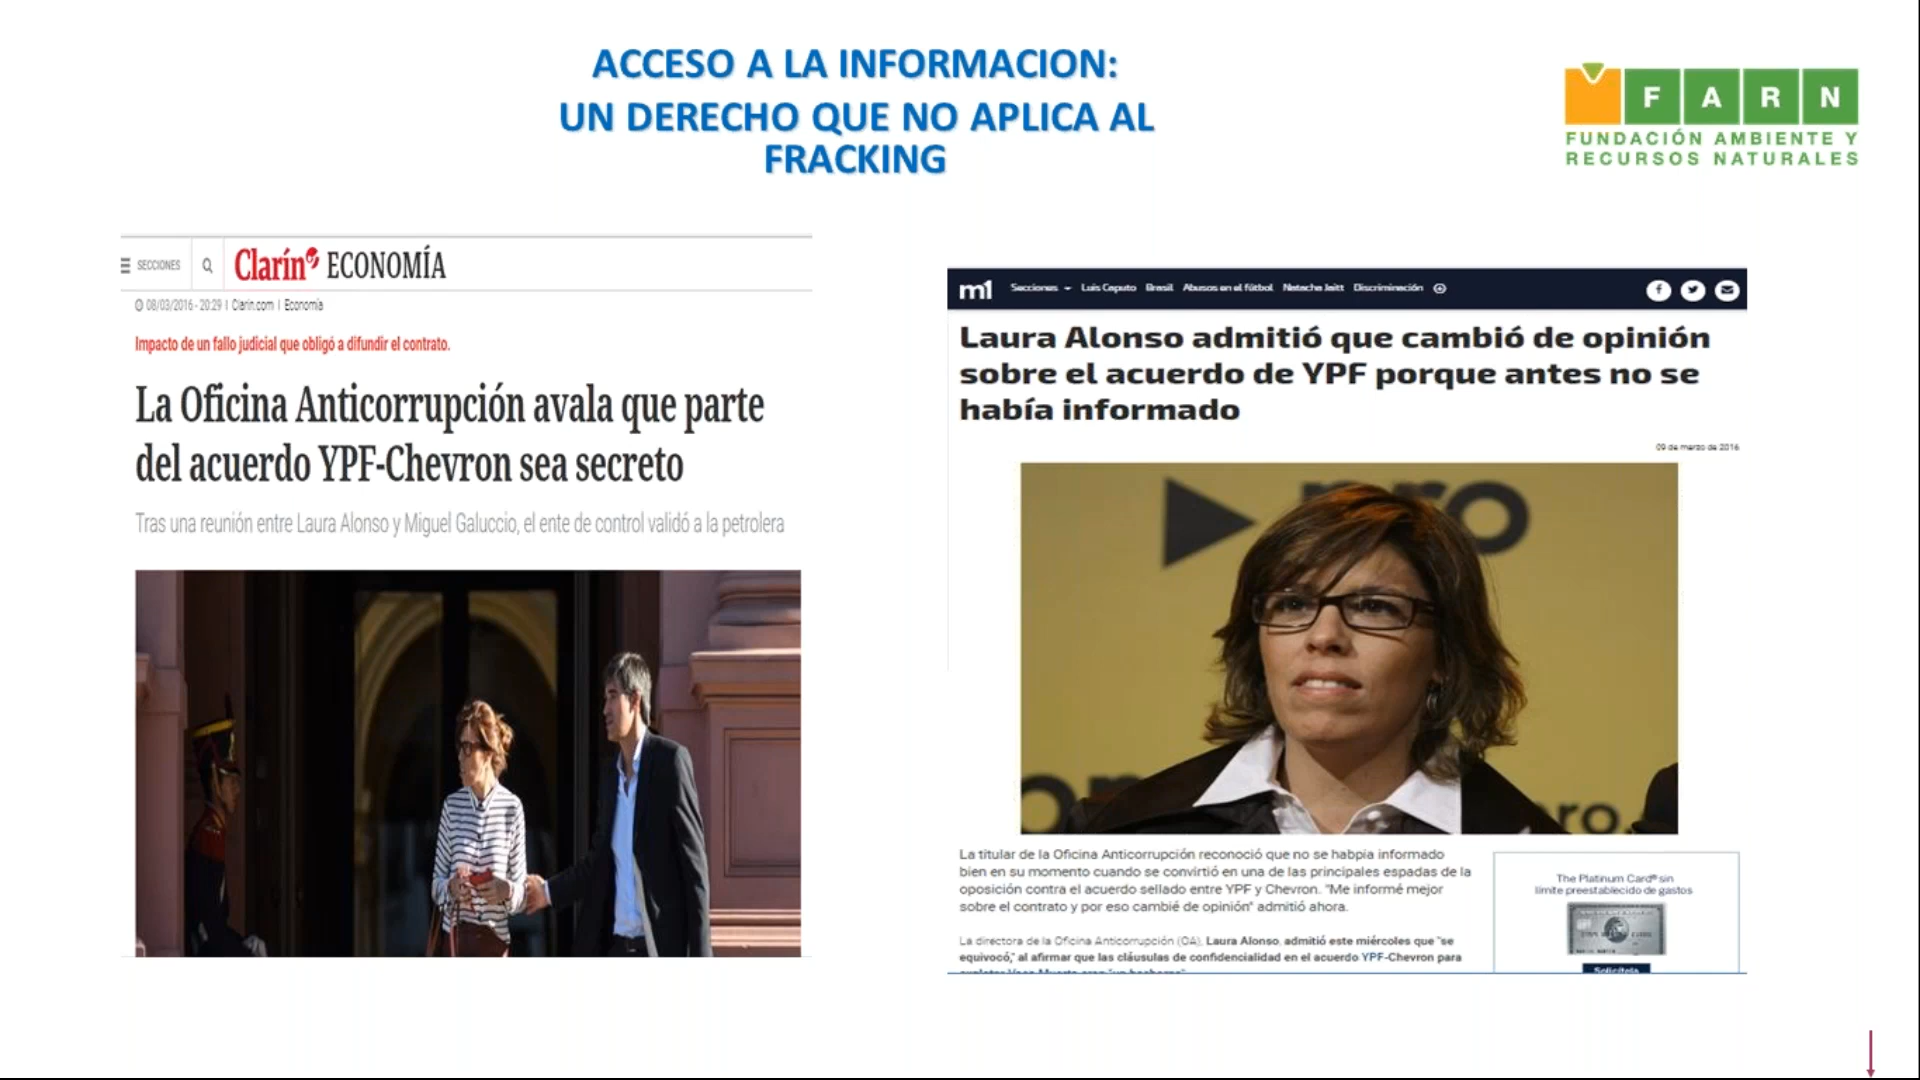 ACCESO A LA INFORMACION:
UN DERECHO QUE NO APLICA AL
FRACKING
F A R N
FUNDACIÓN AMBIENTE Y
RECURSOS NATURALES
SECCIONES
Clarín ECONOMÍA
08/03/2016 - 20:29 | Clarin.com | Economía
Impacto de un fallo judicial que obligó a difundir el contrato.
La Oficina Anticorrupción avala que parte
del acuerdo YPF-Chevron sea secreto
Tras una reunión entre Laura Alonso y Miguel Galuccio, el ente de control validó a la petrolera
m1 Secciones Luis Caputo Brasil Abusos en el fútbol Natacha Jaitt Discriminación
Laura Alonso admitió que cambió de opinión
sobre el acuerdo de YPF porque antes no se
había informado
09 de marzo de 2016
pro
pro.
La titular de la Oficina Anticorrupción reconoció que no se habpia informado
bien en su momento cuando se convirtió en una de las principales espadas de la
oposición contra el acuerdo sellado entre YPF y Chevron. "Me informé mejor
sobre el contrato y por eso cambié de opinión" admitió ahora.
La directora de la Oficina Anticorrupción (OA), Laura Alonso, admitió este miércoles que "se
equivocó," al afirmar que las cláusulas de confidencialidad en el acuerdo YPF-Chevron para
The Platinum Card® sin
límite preestablecido de gastos
Solicítela